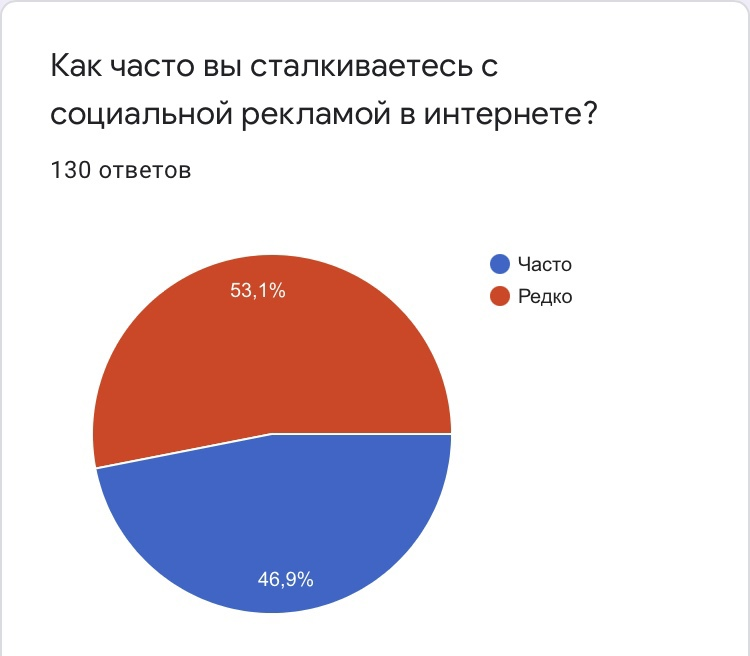 Как часто вы сталкиваетесь с
социальной рекламой в интернете?
130 ответов
Часто
Редко
53,1%
46,9%